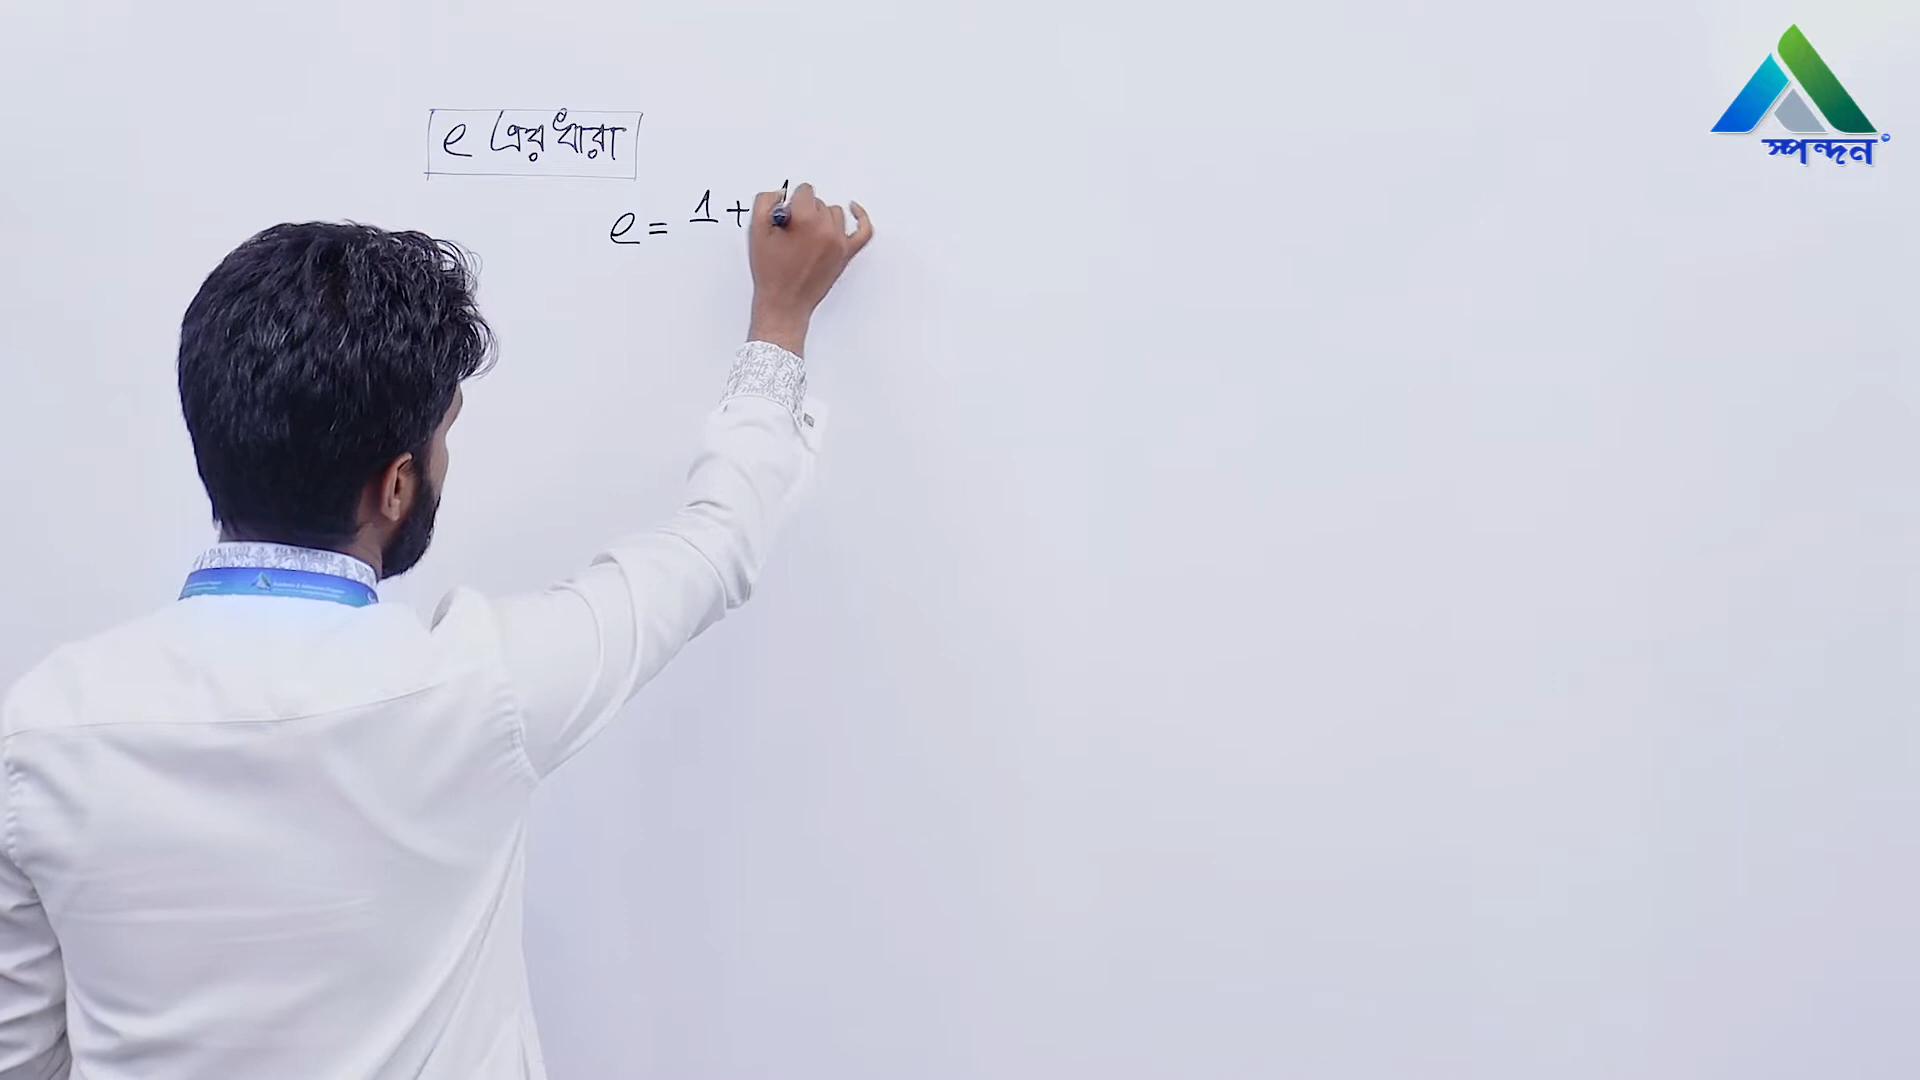 e এর ধারা
e = 1 + 1
স্পন্দন